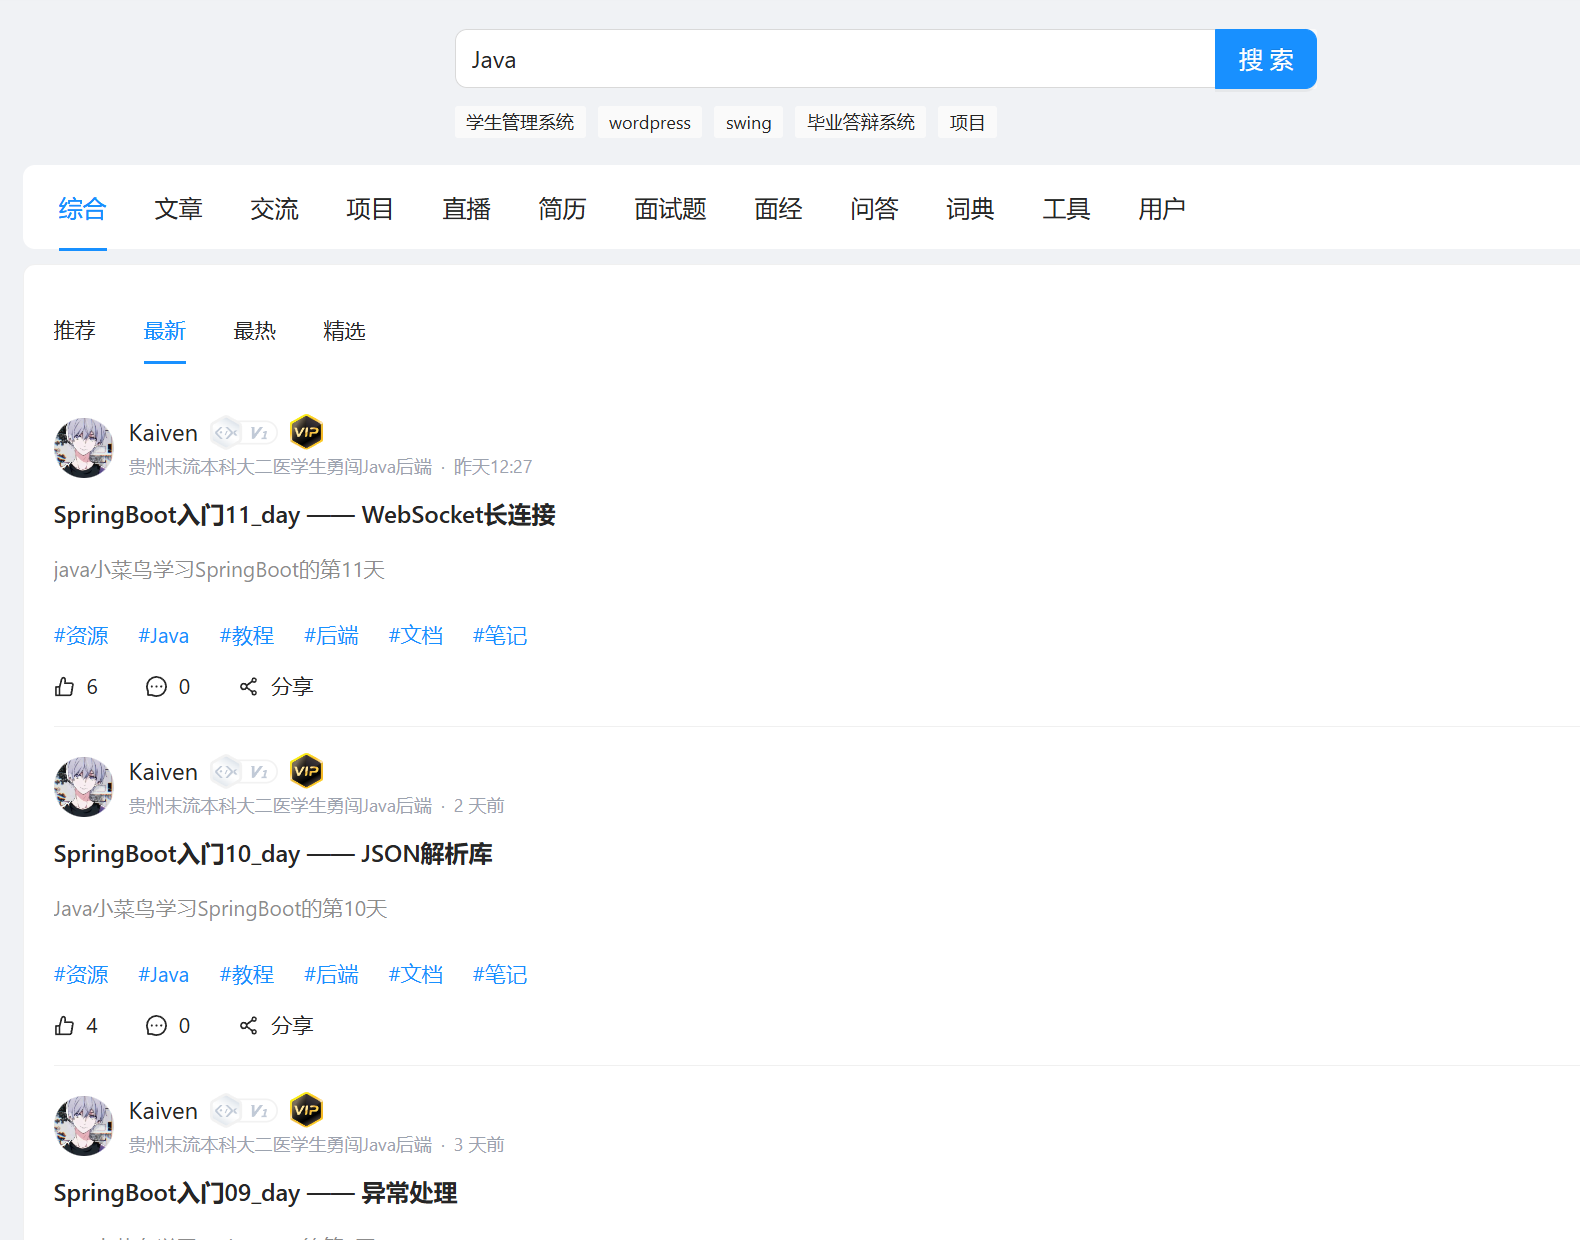 Java
搜 索
学生管理系统 wordpress swing 毕业答辩系统 项目
综合 文章 交流 项目 直播 简历 面试题 面经 问答 词典 工具 用户
推荐 最新 最热 精选
Kaiven V1 VIP
贵州末流本科大二医学生勇闯Java后端 · 昨天12:27
SpringBoot入门11_day —— WebSocket长连接
java小菜鸟学习SpringBoot的第11天
#资源 #Java #教程 #后端 #文档 #笔记
6 0 分享
Kaiven V1 VIP
贵州末流本科大二医学生勇闯Java后端 · 2 天前
SpringBoot入门10_day —— JSON解析库
Java小菜鸟学习SpringBoot的第10天
#资源 #Java #教程 #后端 #文档 #笔记
4 0 分享
Kaiven V1 VIP
贵州末流本科大二医学生勇闯Java后端 · 3 天前
SpringBoot入门09_day —— 异常处理